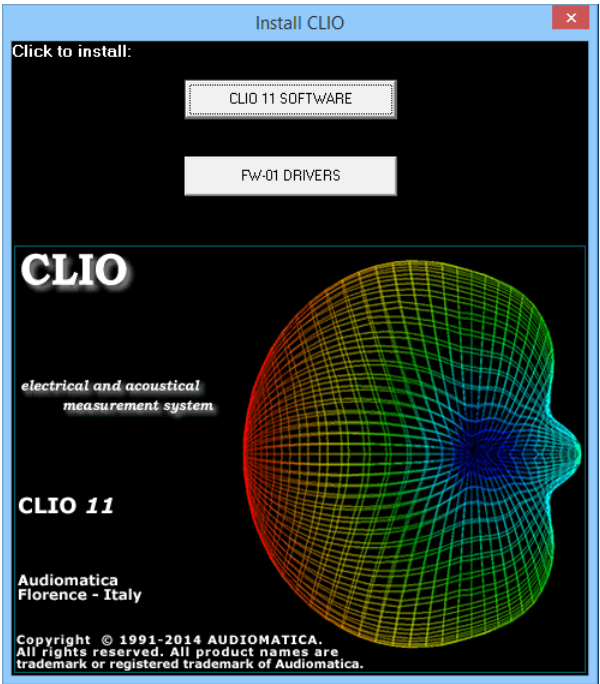 Install CLIO
Click to install:
CLIO 11 SOFTWARE
FW-01 DRIVERS
CLIO
electrical and acoustical
measurement system
CLIO 11
Audiomatica
Florence - Italy
Copyright © 1991-2014 AUDIOMATICA.
All rights reserved. All product names are
trademark or registered trademark of Audiomatica.